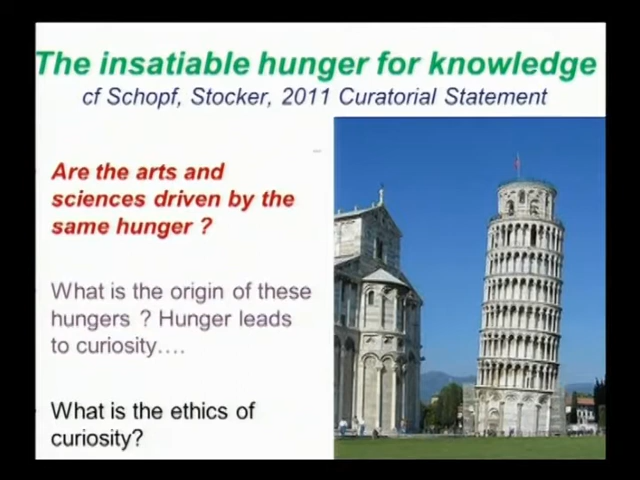 The insatiable hunger for knowledge
cf Schopf, Stocker, 2011 Curatorial Statement
Are the arts and
sciences driven by the
same hunger ?
What is the origin of these
hungers ? Hunger leads
to curiosity....
What is the ethics of
curiosity?